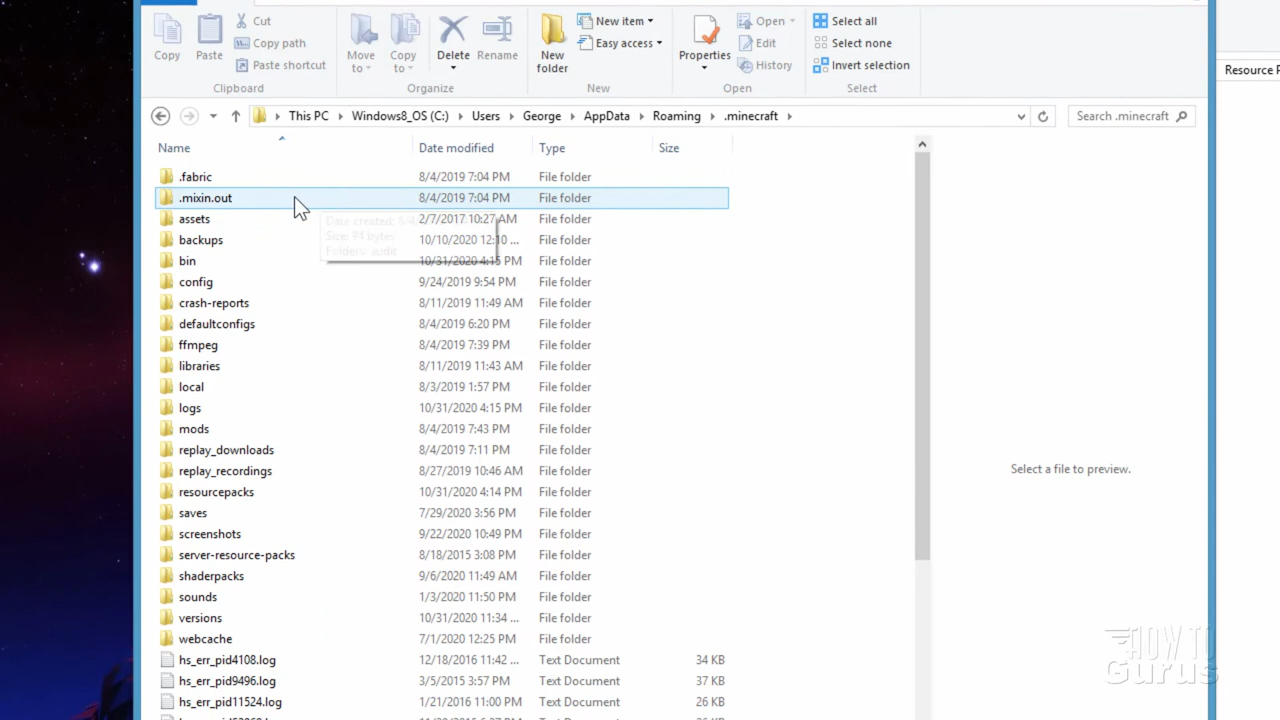 Copy
Paste
Cut
Copy path
Paste shortcut
Clipboard
Move to
Copy to
Delete
Rename
Organize
New folder
New item
Easy access
New
Properties
Open
Edit
History
Open
Select all
Select none
Invert selection
Select
Resource P
This PC Windows8_OS (C:) Users George AppData Roaming .minecraft
Search .minecraft
Name Date modified Type Size
.fabric 8/4/2019 7:04 PM File folder
.mixin.out 8/4/2019 7:04 PM File folder
assets 2/7/2017 10:27 AM File folder
Date created: 8/4
backups 10/10/2020 12:10 ... File folder
Size: 94 bytes
Folders: audit
bin 10/31/2020 4:15 PM File folder
config 9/24/2019 9:54 PM File folder
crash-reports 8/11/2019 11:49 AM File folder
defaultconfigs 8/4/2019 6:20 PM File folder
ffmpeg 8/4/2019 7:39 PM File folder
libraries 8/11/2019 11:43 AM File folder
local 8/3/2019 1:57 PM File folder
logs 10/31/2020 4:15 PM File folder
mods 8/4/2019 7:43 PM File folder
replay_downloads 8/4/2019 7:11 PM File folder
replay_recordings 8/27/2019 10:46 AM File folder
Select a file to preview.
resourcepacks 10/31/2020 4:14 PM File folder
saves 7/29/2020 3:56 PM File folder
screenshots 9/22/2020 10:49 PM File folder
server-resource-packs 8/18/2015 3:08 PM File folder
shaderpacks 9/6/2020 11:49 AM File folder
sounds 1/3/2020 11:50 PM File folder
versions 10/31/2020 11:34 ... File folder
webcache 7/1/2020 12:25 PM File folder
hs_err_pid4108.log 12/18/2016 11:42 ... Text Document 34 KB
hs_err_pid9496.log 3/5/2015 3:57 PM Text Document 37 KB
hs_err_pid11524.log 1/21/2016 11:00 PM Text Document 26 KB
HOW TO
Gurus